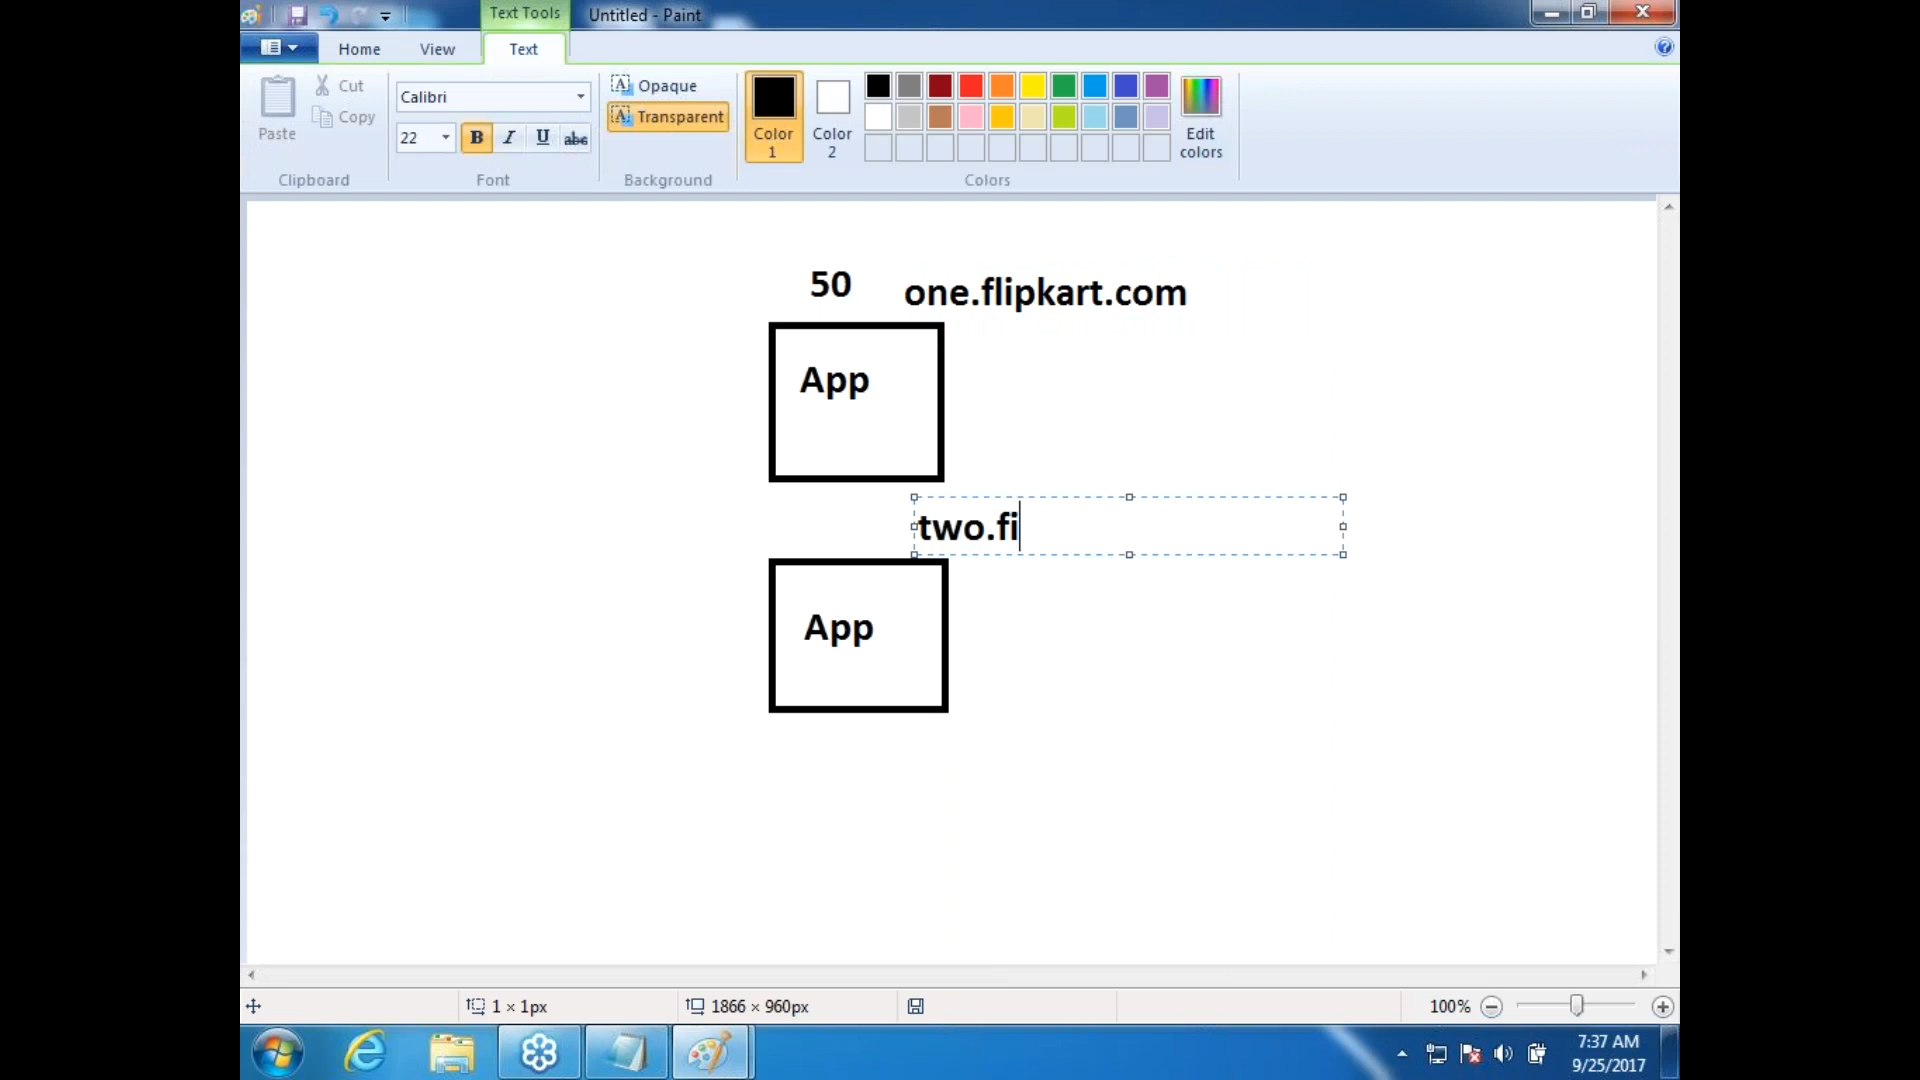 Text Tools
Untitled - Paint
Home View Text
Paste
Cut
Copy
Clipboard
Calibri
22 B I U abc
Font
Opaque
Transparent
Background
Color 1
Color 2
Edit colors
Colors
50 one.flipkart.com
App
two.fi
App
1 × 1px
1866 × 960px
100%
7:37 AM
9/25/2017